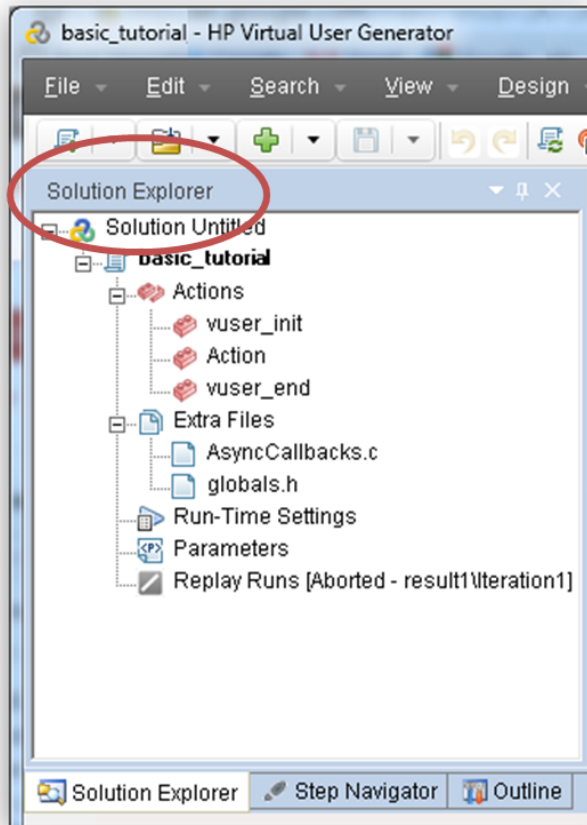 basic_tutorial - HP Virtual User Generator
File Edit Search View Design
Solution Explorer
Solution Untitled
basic_tutorial
Actions
vuser_init
Action
vuser_end
Extra Files
AsyncCallbacks.c
globals.h
Run-Time Settings
<P> Parameters
Replay Runs [Aborted - result1\Iteration1]
Solution Explorer Step Navigator Outline